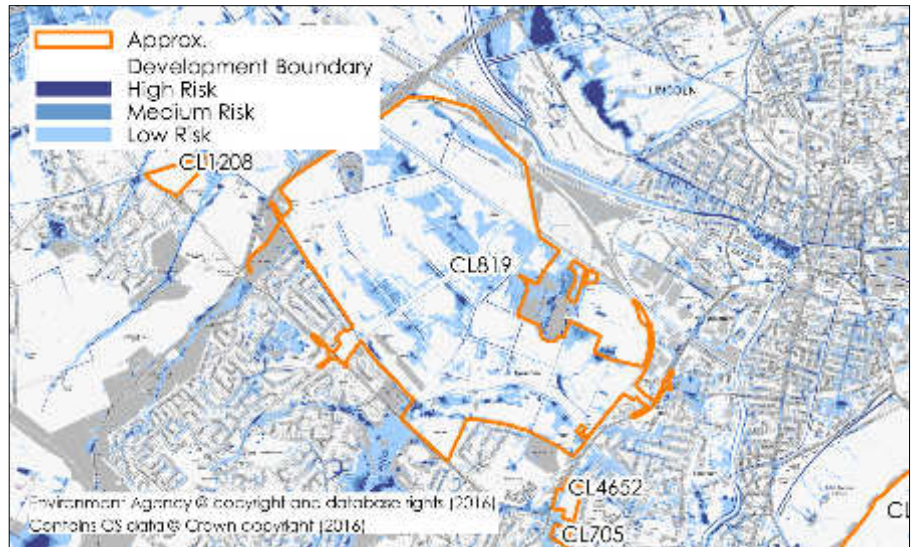 Approx.
Development Boundary
High Risk
Medium Risk
Low Risk
LINCOLN
CL1208
CL819
CL4652
CL705
CL
Environment Agency © copyright and database rights (2016)
Contains OS data © Crown copyright (2016)